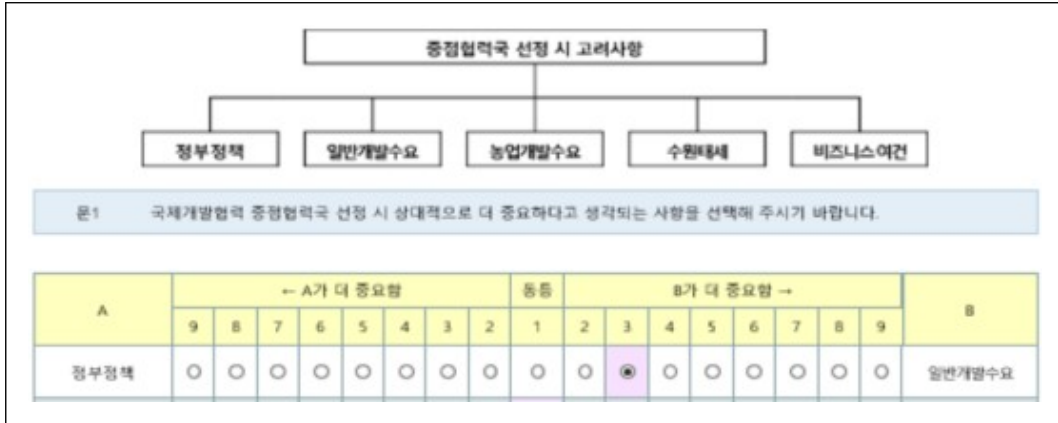 중점협력국 선정 시 고려사항
정부정책 일반개발수요 농업개발수요 수원태세 비즈니스 여건
문1 국제개발협력 중점협력국 선정 시 상대적으로 더 중요하다고 생각되는 사항을 선택해 주시기 바랍니다.
A ← A가 더 중요함 동등 B가 더 중요함 → B
9 8 7 6 5 4 3 2 1 2 3 4 5 6 7 8 9
정부정책 일반개발수요